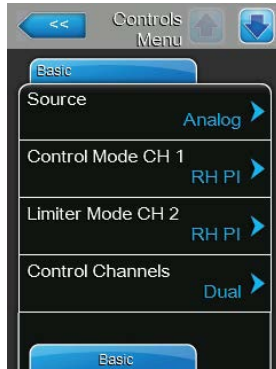 << Controls
Menu
Basic
Source
Analog
Control Mode CH 1
RH PI
Limiter Mode CH 2
RH PI
Control Channels
Dual
Basic